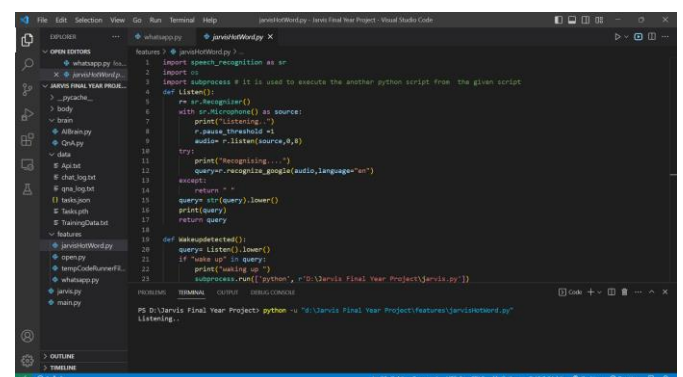 File Edit Selection View Go Run Terminal Help
jarvisHotWord.py - Jarvis Final Year Project - Visual Studio Code
EXPLORER
OPEN EDITORS
whatsapp.py
jarvisHotWord.p...
JARVIS FINAL YEAR PROJE...
__pycache__
body
brain
AIBrain.py
QnA.py
data
Api.txt
chat_log.txt
qna_log.txt
tasks.json
Tasks.pth
TrainingData.txt
features
jarvisHotWord.py
open.py
tempCodeRunnerFil...
whatsapp.py
jarvis.py
main.py
OUTLINE
TIMELINE
whatsapp.py jarvisHotWord.py
features > jarvisHotWord.py > ...
1 import speech_recognition as sr
2 import os
3 import subprocess # it is used to execute the another python script from the given script
4 def Listen():
5 r= sr.Recognizer()
6 with sr.Microphone() as source:
7 print("Listening..")
8 r.pause_threshold =1
9 audio= r.listen(source,0,8)
10 try:
11 print("Recognising....")
12 query=r.recognize_google(audio,language="en")
13 except:
14 return " "
15 query= str(query).lower()
16 print(query)
17 return query
18
19 def Wakeupdetected():
20 query= Listen().lower()
21 if "wake up" in query:
22 print("waking up ")
23 subprocess.run(['python', r'D:\Jarvis Final Year Project\jarvis.py'])
PROBLEMS TERMINAL OUTPUT DEBUG CONSOLE
Code
PS D:\Jarvis Final Year Project> python -u "d:\Jarvis Final Year Project\features\jarvisHotWord.py"
Listening..